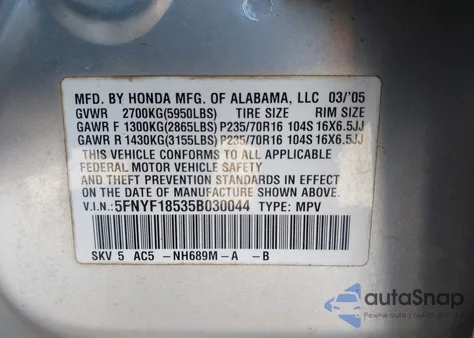 MFD. BY HONDA MFG. OF ALABAMA, LLC 03/'05
GVWR 2700KG(5950LBS) TIRE SIZE RIM SIZE
GAWR F 1300KG(2865LBS) P235/70R16 104S 16X6.5JJ
GAWR R 1430KG(3155LBS) P235/70R16 104S 16X6.5JJ
THIS VEHICLE CONFORMS TO ALL APPLICABLE
FEDERAL MOTOR VEHICLE SAFETY
AND THEFT PREVENTION STANDARDS IN EFFECT
ON THE DATE OF MANUFACTURE SHOWN ABOVE.
V.I.N.: 5FNYF18535B030044 TYPE: MPV
SKV 5 AC5 -NH689M-A -B
autoSnap
Pewne auto z USA